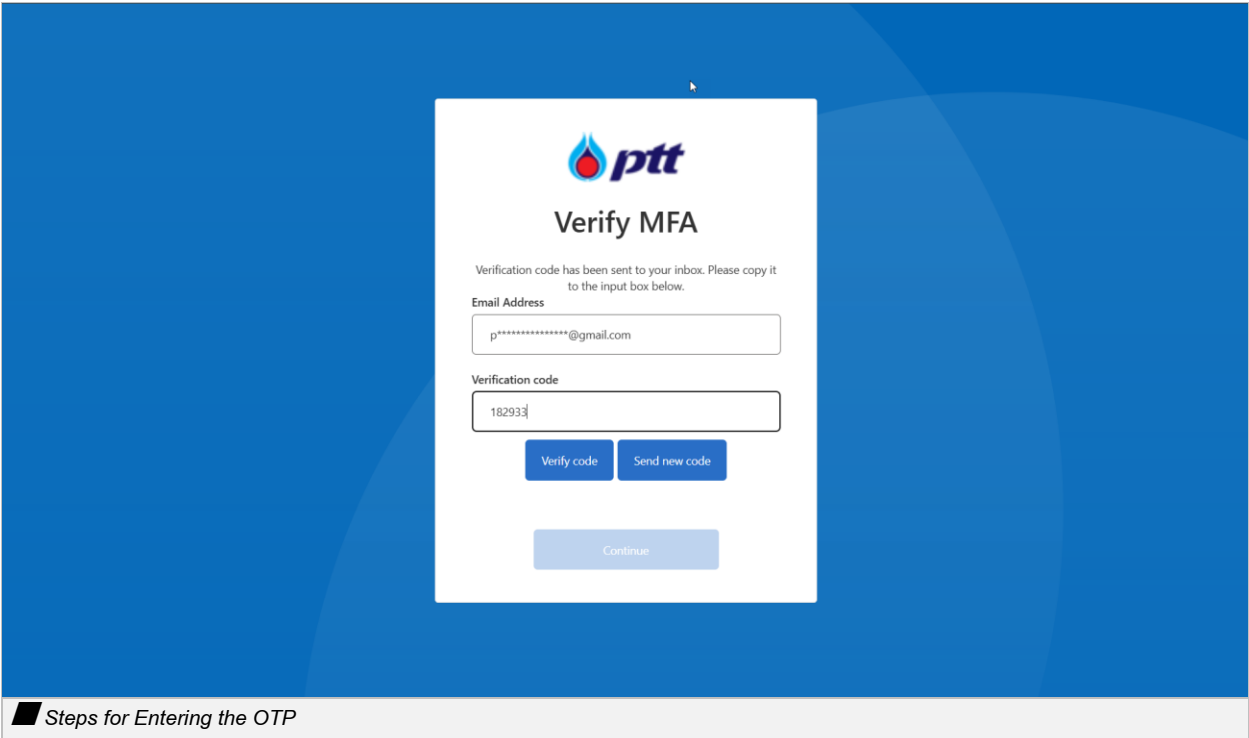 ptt
Verify MFA
Verification code has been sent to your inbox. Please copy it
to the input box below.
Email Address
p***************@gmail.com
Verification code
182933
Verify code Send new code
Continue
Steps for Entering the OTP